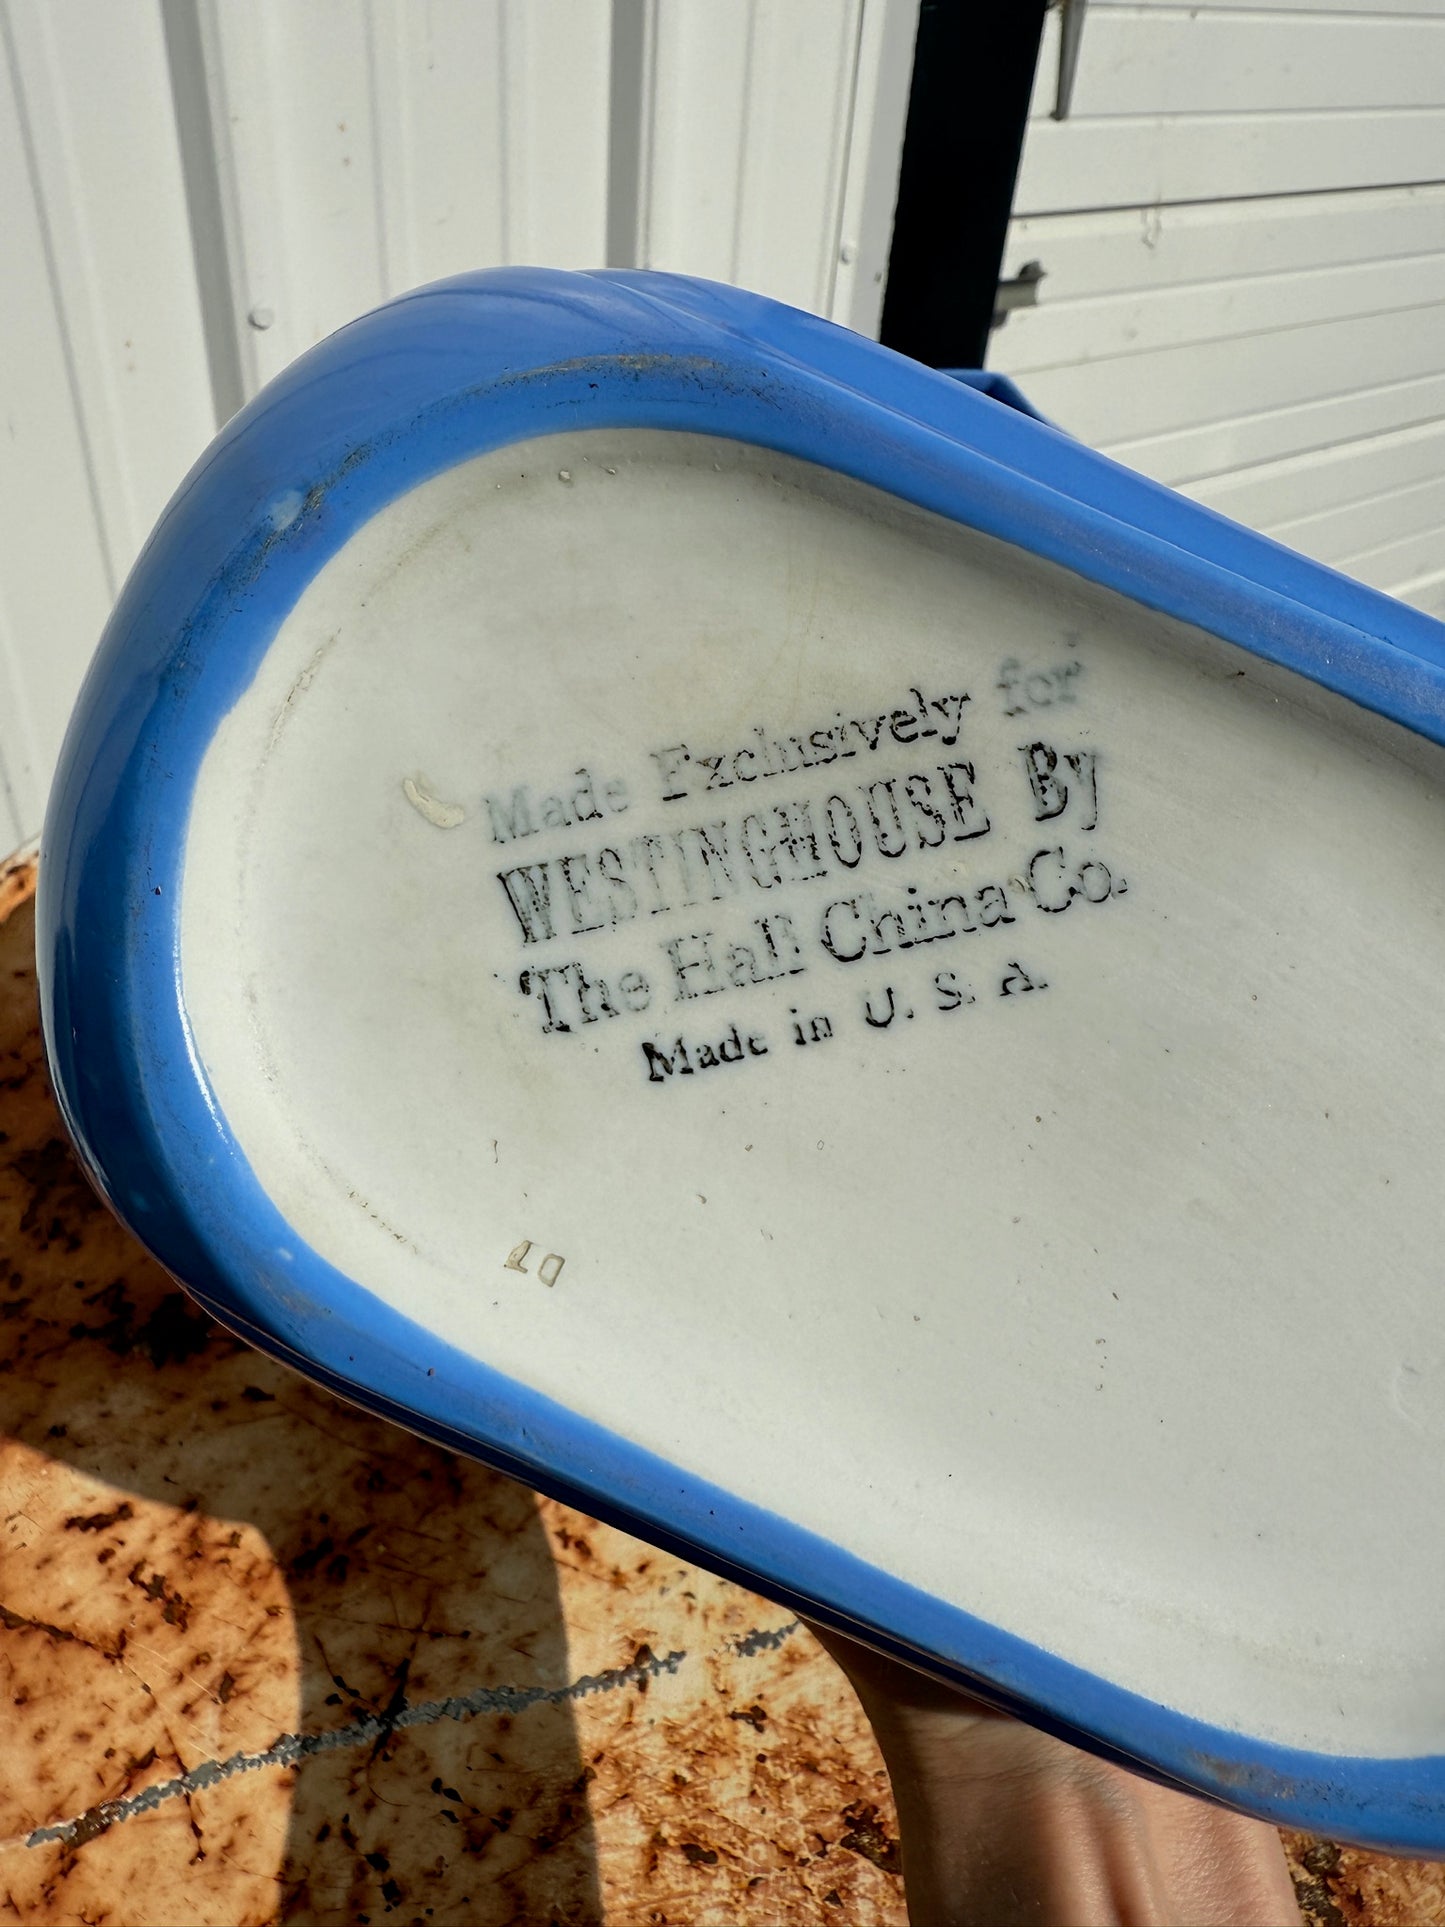 Made Exclusively for
WESTINGHOUSE By
The Hall China Co.
Made in U. S. A.